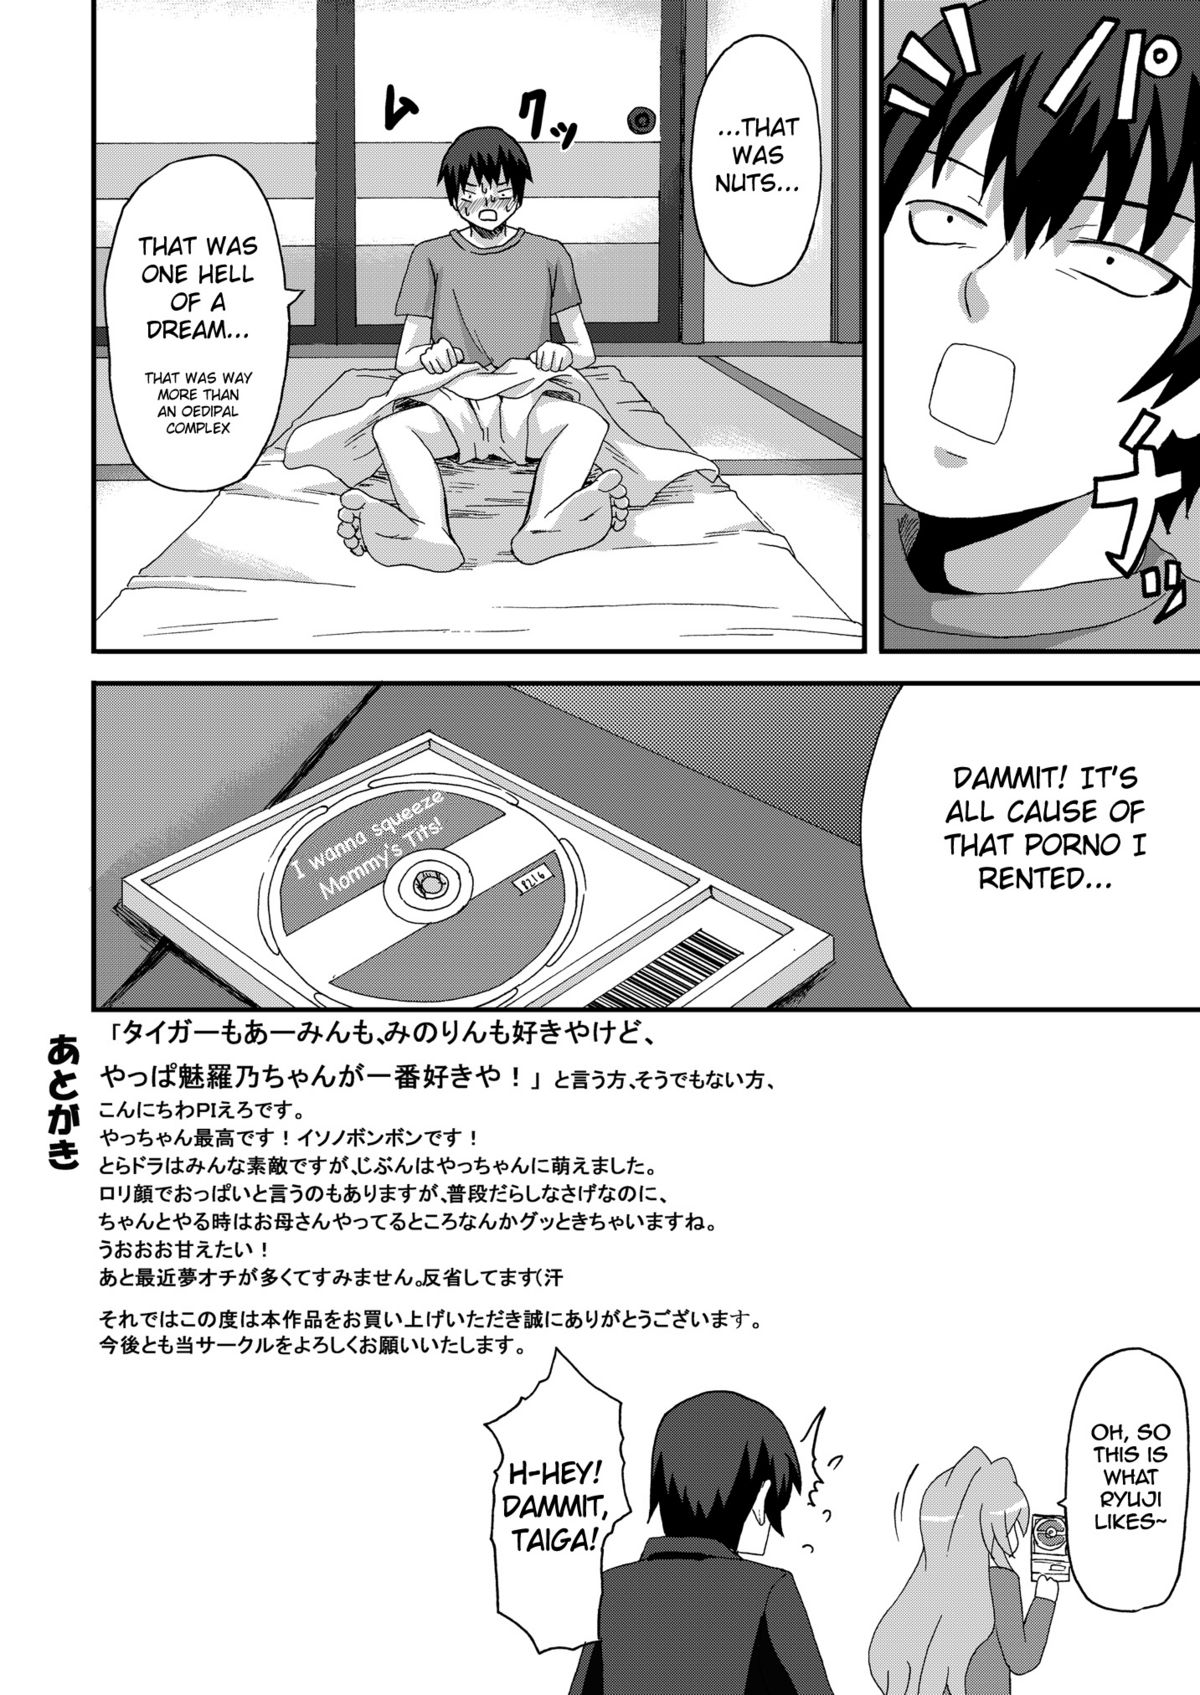 パ
チ
ッ
...THAT
WAS
NUTS...
ムクッ
THAT WAS
ONE HELL
OF A
DREAM...
THAT WAS WAY
MORE THAN
AN OEDIPAL
COMPLEX
DAMMIT! IT'S
ALL CAUSE OF
THAT PORNO I
RENTED...
I wanna squeeze
Mommy's Tits!
18216
あとがき
「タイガーもあーみんも、みのりんも好きやけど、
やっぱ魅羅乃ちゃんが一番好きや！」と言う方、そうでもない方、
こんにちわPIえろです。
やっちゃん最高です！イソノボンボンです！
とらドラはみんな素敵ですが、じぶんはやっちゃんに萌えました。
ロリ顔でおっぱいと言うのもありますが、普段だらしなさげなのに、
ちゃんとやる時はお母さんやってるところなんかグッときちゃいますね。
うおおお甘えたい！
あと最近夢オチが多くてすみません。反省してます(汗
それではこの度は本作品をお買い上げいただき誠にありがとうございます。
今後とも当サークルをよろしくお願いいたします。
OH, SO
THIS IS
WHAT
RYUJI
LIKES~
H-HEY!
DAMMIT,
TAIGA!